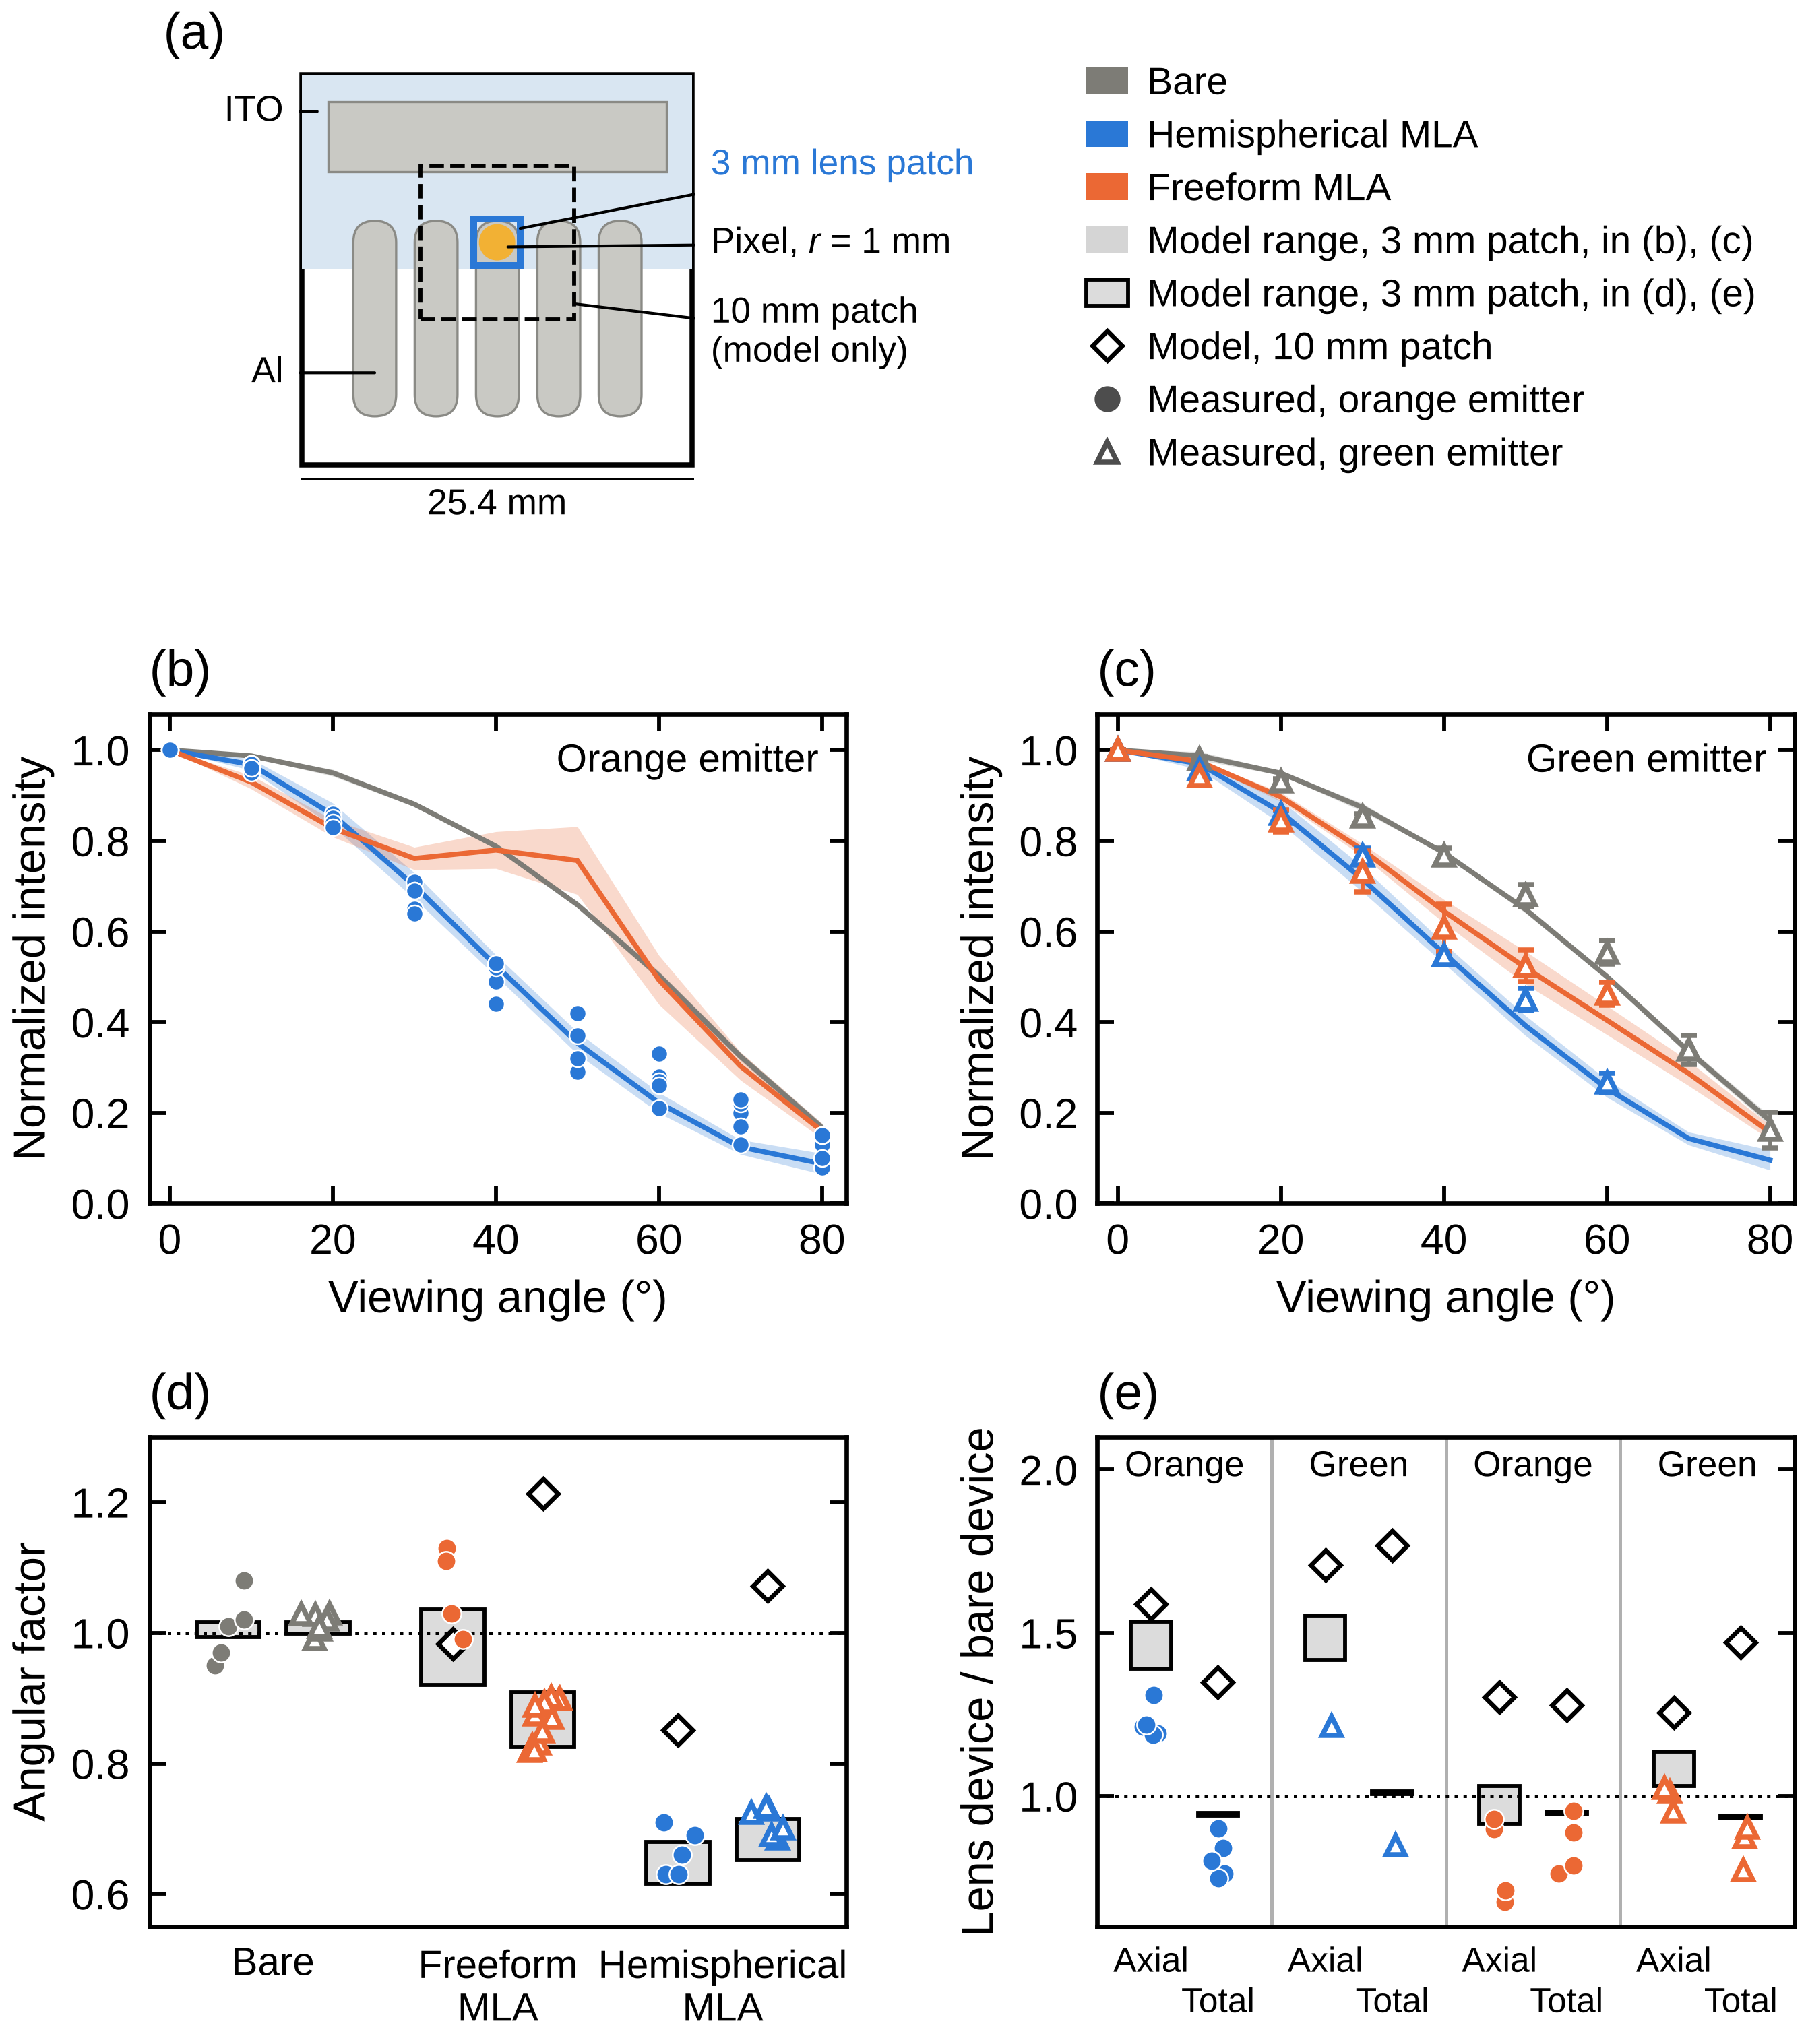 (a)
ITO
3 mm lens patch
Pixel, r = 1 mm
10 mm patch
(model only)
Al
25.4 mm
Bare
Hemispherical MLA
Freeform MLA
Model range, 3 mm patch, in (b), (c)
Model range, 3 mm patch, in (d), (e)
Model, 10 mm patch
Measured, orange emitter
Measured, green emitter
(b)
Orange emitter
Normalized intensity
1.0
0.8
0.6
0.4
0.2
0.0
0 20 40 60 80
Viewing angle (°)
(c)
Green emitter
Normalized intensity
1.0
0.8
0.6
0.4
0.2
0.0
0 20 40 60 80
Viewing angle (°)
(d)
Angular factor
1.2
1.0
0.8
0.6
Bare
Freeform
MLA
Hemispherical
MLA
(e)
Lens device / bare device
2.0
1.5
1.0
Orange Green Orange Green
Axial Axial Axial Axial
Total Total Total Total